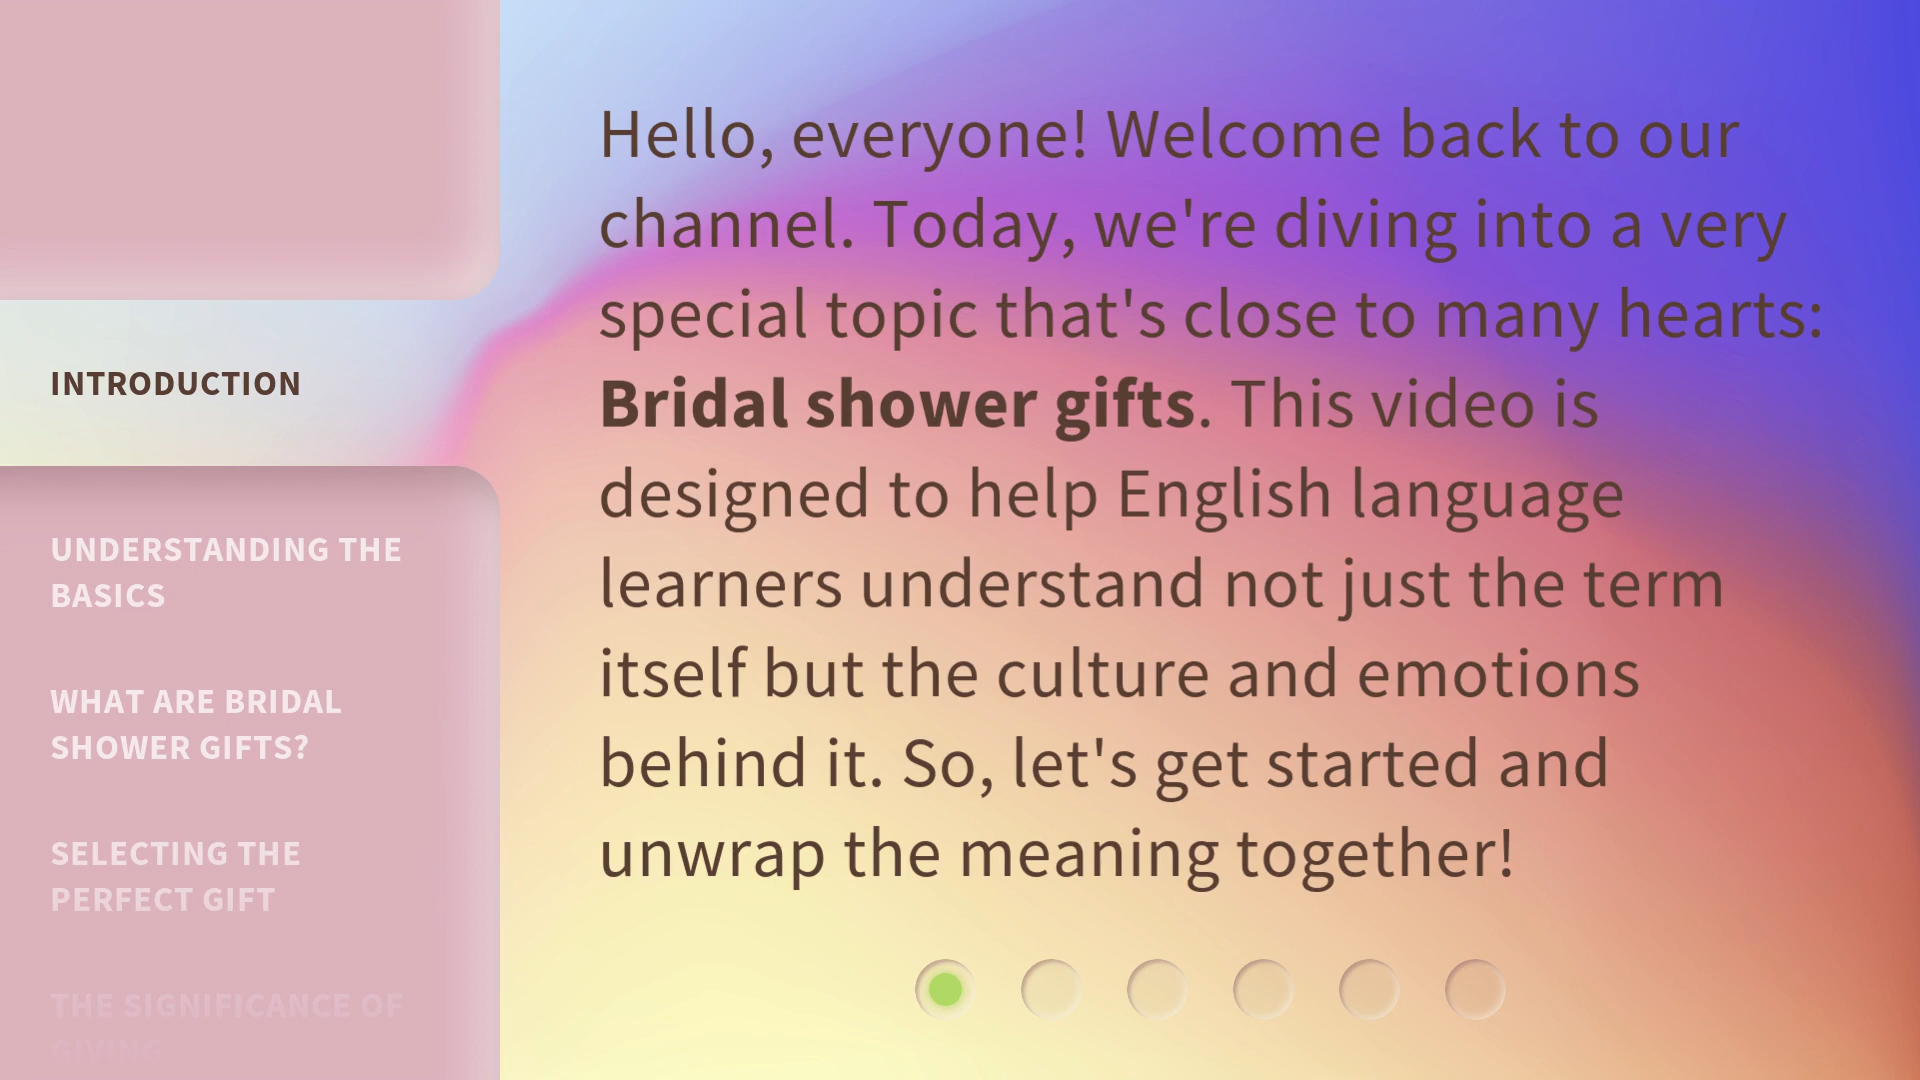 INTRODUCTION
UNDERSTANDING THE
BASICS
WHAT ARE BRIDAL
SHOWER GIFTS?
SELECTING THE
PERFECT GIFT
THE SIGNIFICANCE OF
GIVING
Hello, everyone! Welcome back to our
channel. Today, we're diving into a very
special topic that's close to many hearts:
Bridal shower gifts. This video is
designed to help English language
learners understand not just the term
itself but the culture and emotions
behind it. So, let's get started and
unwrap the meaning together!